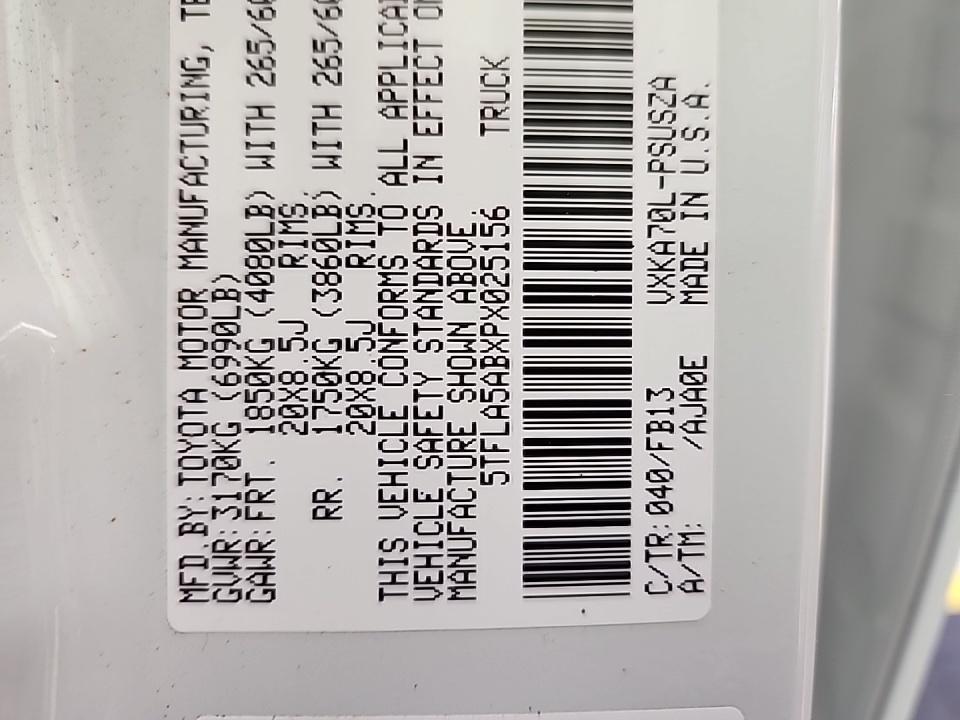 MFD.BY:TOYOTA MOTOR MANUFACTURING,
GVWR:3170KG (6990LB)
GAWR:FRT. 1850KG (4080LB) WITH 265/60
20X8.5J RIMS,
RR. 1750KG (3860LB) WITH 265/60
20X8.5J RIMS.
THIS VEHICLE CONFORMS TO ALL
VEHICLE SAFETY STANDARDS IN EFFECT
MANUFACTURE SHOWN ABOVE.
5TFLA5ABXPX025156 TRUCK
C/TR:040/FB13 VXKA70L-PSUSZA
A/TM: /AJA0E MADE IN U.S.A.